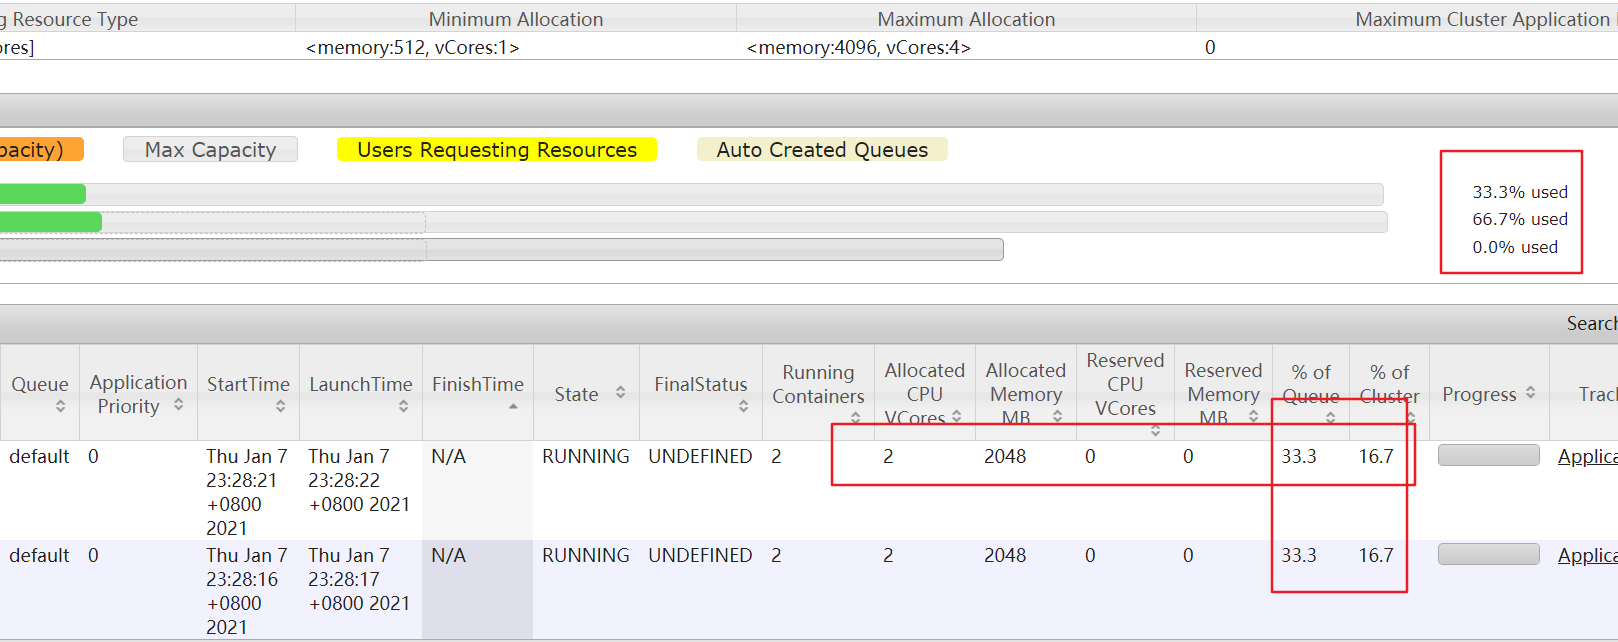 g Resource Type Minimum Allocation Maximum Allocation Maximum Cluster Application
ores] <memory:512, vCores:1> <memory:4096, vCores:4> 0
pacity) Max Capacity Users Requesting Resources Auto Created Queues
33.3% used
66.7% used
0.0% used
Search
Queue Application Priority StartTime LaunchTime FinishTime State FinalStatus Running Containers Allocated CPU VCores Allocated Memory MB Reserved CPU VCores Reserved Memory MB % of Queue % of Cluster Progress Track
default 0 Thu Jan 7 23:28:21 +0800 2021 Thu Jan 7 23:28:22 +0800 2021 N/A RUNNING UNDEFINED 2 2 2048 0 0 33.3 16.7 Applica
default 0 Thu Jan 7 23:28:16 +0800 2021 Thu Jan 7 23:28:17 +0800 2021 N/A RUNNING UNDEFINED 2 2 2048 0 0 33.3 16.7 Applica